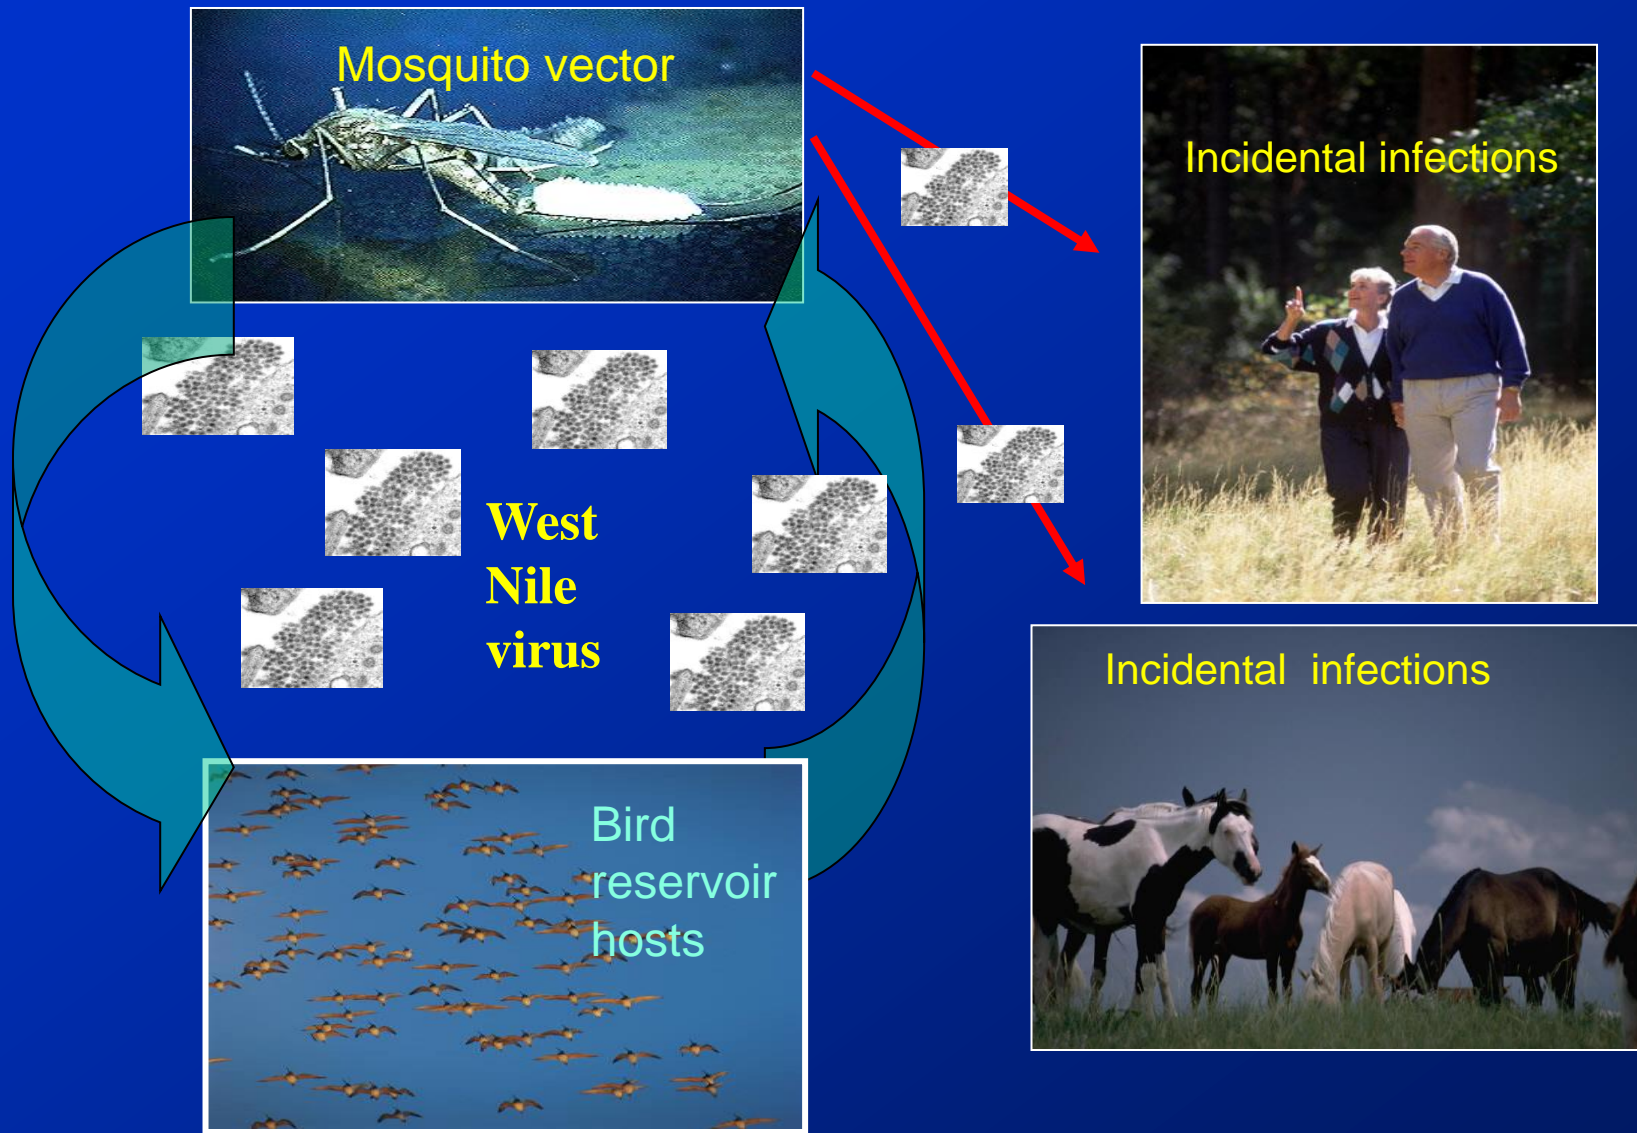 Mosquito vector
Incidental infections
West
Nile
virus
Incidental  infections
Bird
reservoir
hosts